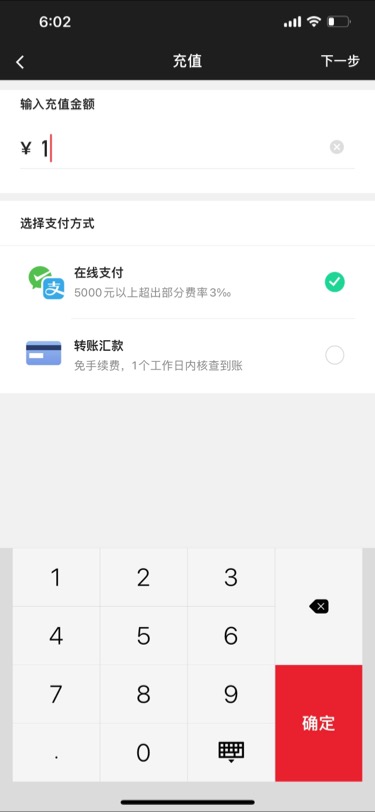 6:02
充值
下一步
输入充值金额
¥ 1
选择支付方式
在线支付
5000元以上超出部分费率3‰
转账汇款
免手续费，1个工作日内核查到账
1 2 3
4 5 6
7 8 9
. 0
确定